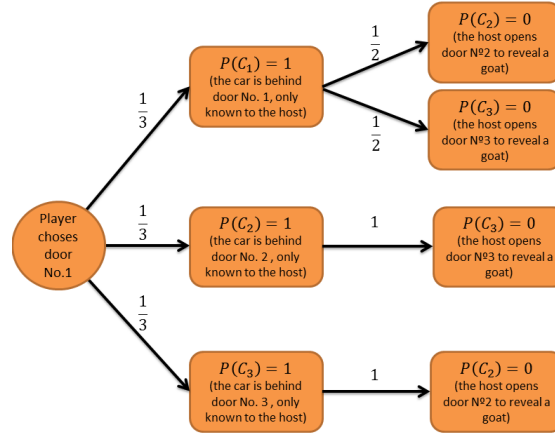 Player
choses
door
No.1
1
3
1
3
1
3
P(C₁) = 1
(the car is behind
door No. 1, only
known to the host)
P(C₂) = 1
(the car is behind
door No. 2 , only
known to the host)
P(C₃) = 1
(the car is behind
door No. 3 , only
known to the host)
1
2
1
2
1
1
P(C₂) = 0
(the host opens
door №2 to reveal a
goat)
P(C₃) = 0
(the host opens
door №3 to reveal a
goat)
P(C₃) = 0
(the host opens
door №3 to reveal a
goat)
P(C₂) = 0
(the host opens
door №2 to reveal a
goat)